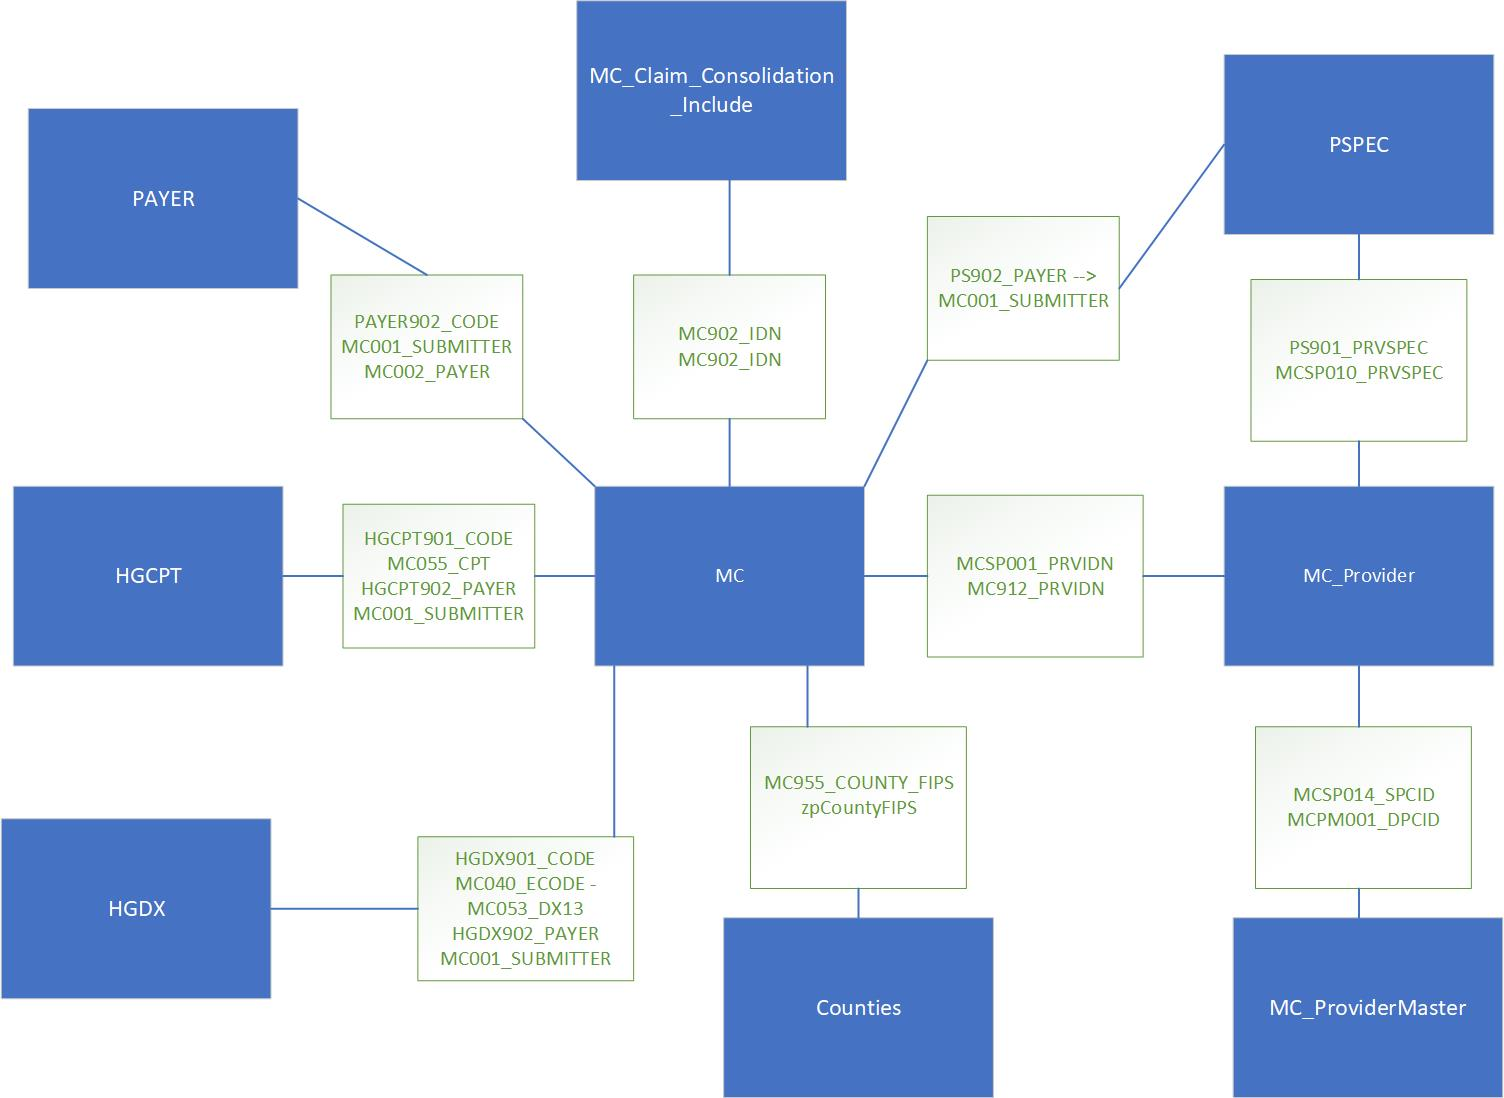 MC_Claim_Consolidation
_Include
PSPEC
PAYER
PS902_PAYER -->
MC001_SUBMITTER
PAYER902_CODE
MC001_SUBMITTER
MC002_PAYER
MC902_IDN
MC902_IDN
PS901_PRVSPEC
MCSP010_PRVSPEC
HGCPT
HGCPT901_CODE
MC055_CPT
HGCPT902_PAYER
MC001_SUBMITTER
MC
MCSP001_PRVIDN
MC912_PRVIDN
MC_Provider
MC955_COUNTY_FIPS
zpCountyFIPS
MCSP014_SPCID
MCPM001_DPCID
HGDX
HGDX901_CODE
MC040_ECODE -
MC053_DX13
HGDX902_PAYER
MC001_SUBMITTER
Counties
MC_ProviderMaster